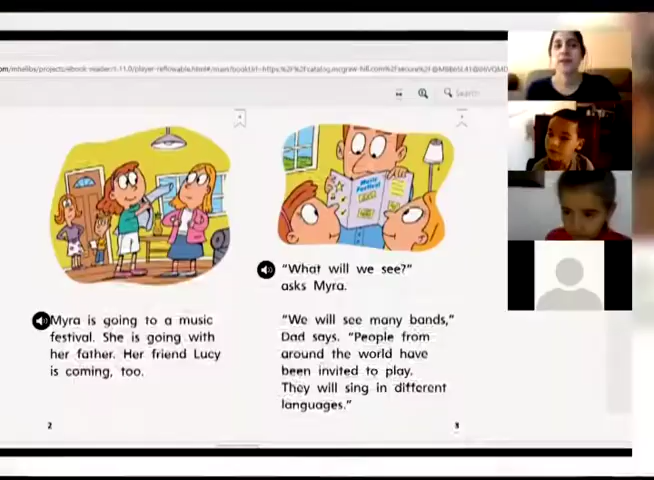 Search
Music
Festival
Myra is going to a music
festival. She is going with
her father. Her friend Lucy
is coming, too.
2
"What will we see?"
asks Myra.
"We will see many bands,"
Dad says. "People from
around the world have
been invited to play.
They will sing in different
languages."
3